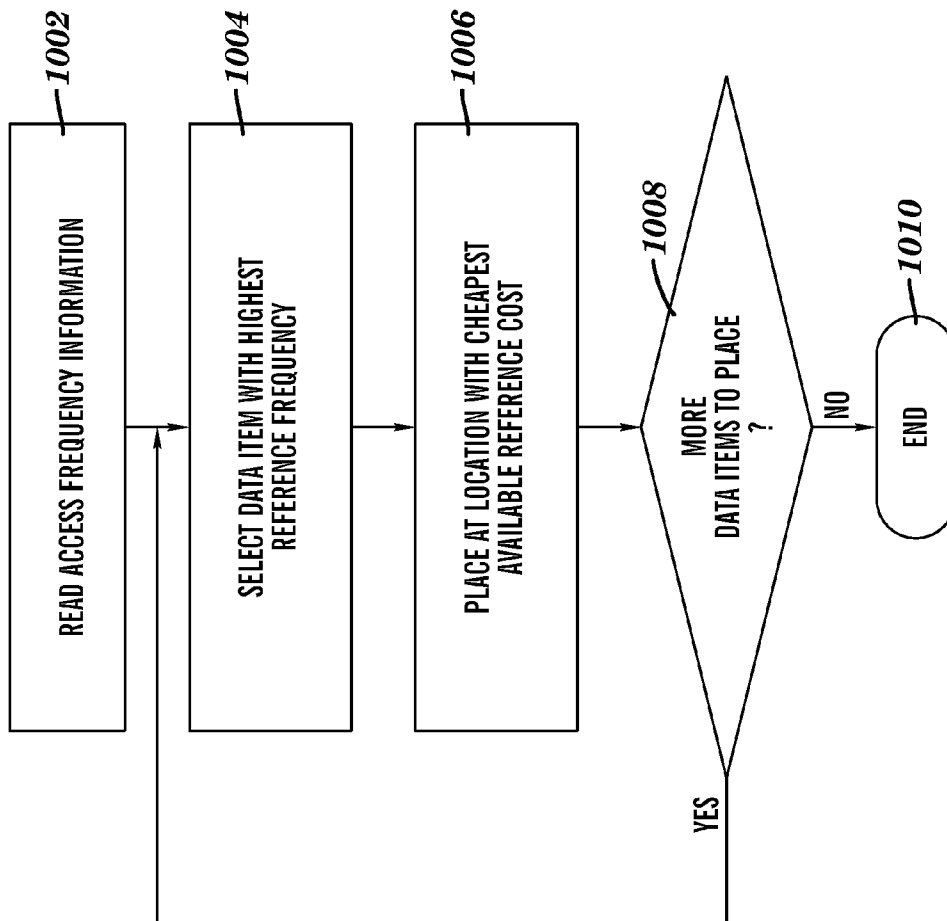 1002
READ ACCESS FREQUENCY INFORMATION
1004
SELECT DATA ITEM WITH HIGHEST
REFERENCE FREQUENCY
1006
PLACE AT LOCATION WITH CHEAPEST
AVAILABLE REFERENCE COST
1008
MORE
DATA ITEMS TO PLACE
?
YES
NO
1010
END